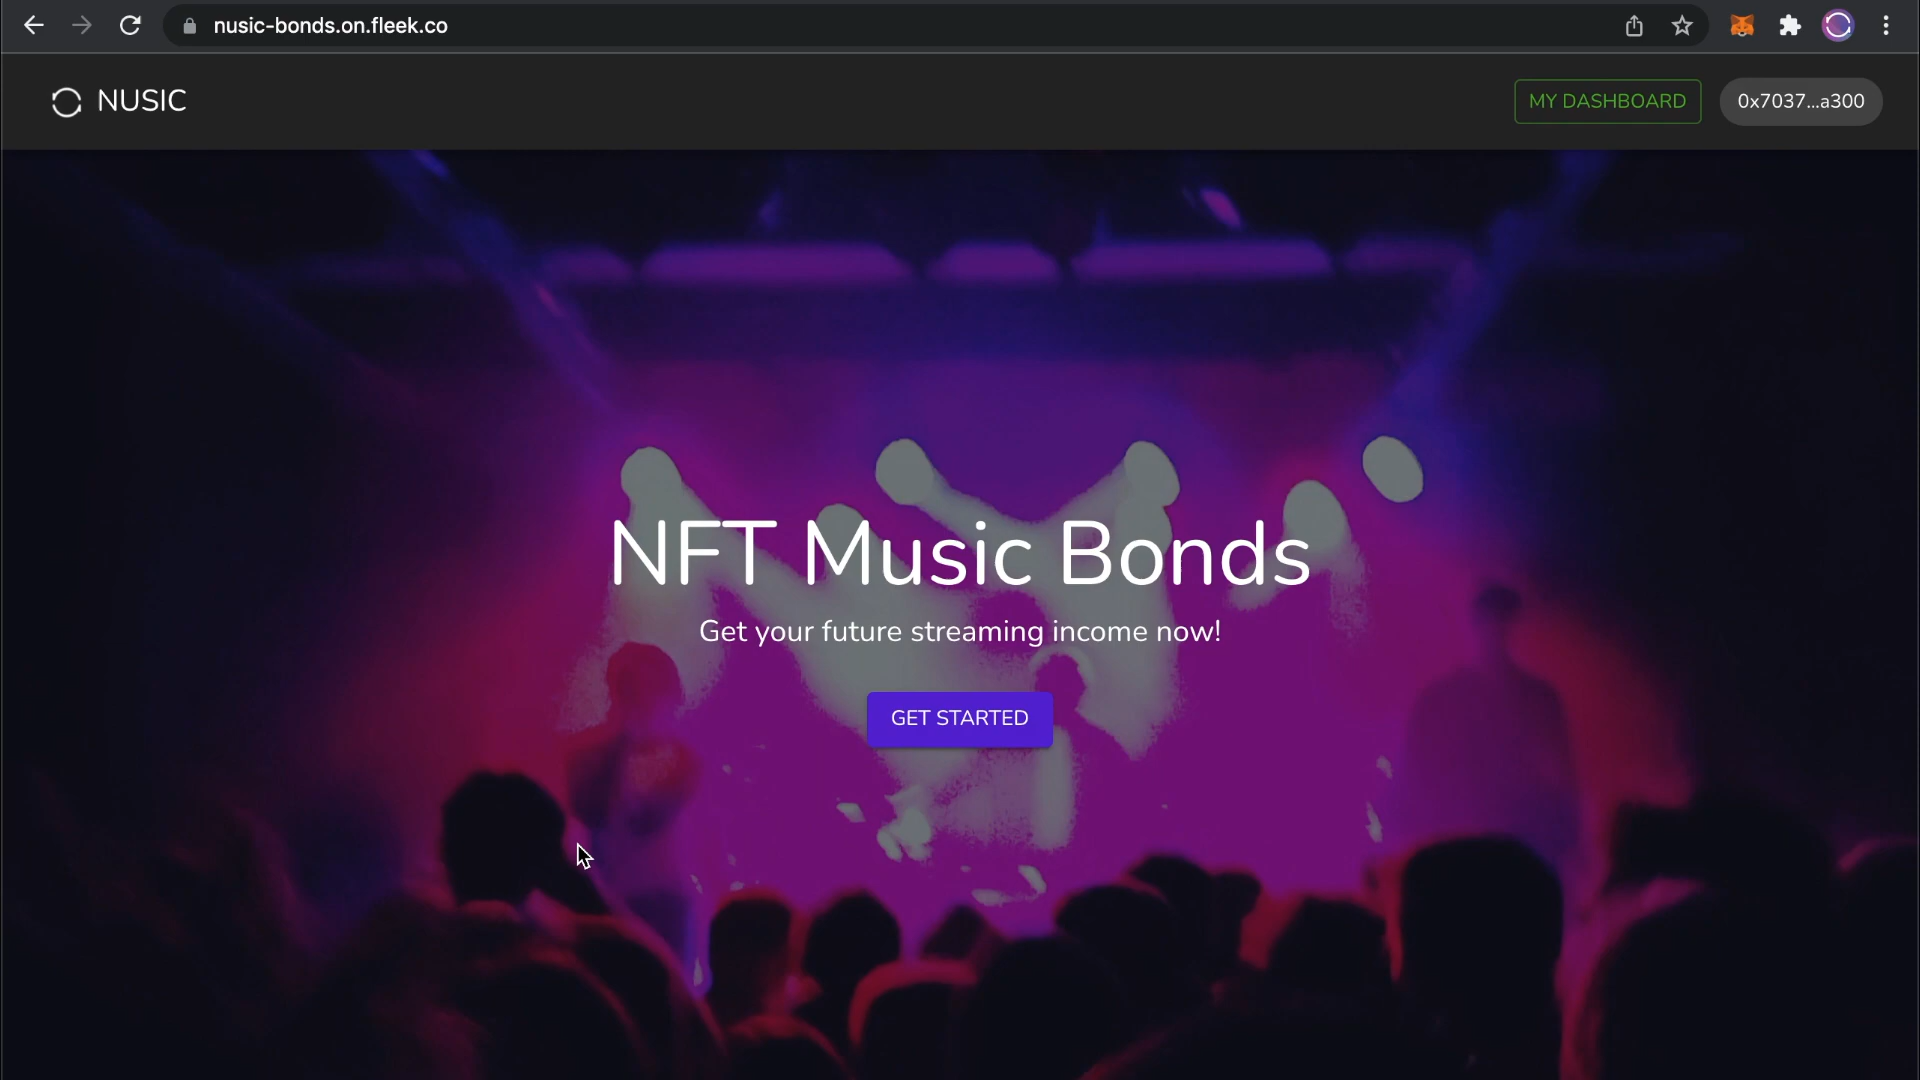 nusic-bonds.on.fleek.co
NUSIC
MY DASHBOARD
0x7037...a300
NFT Music Bonds
Get your future streaming income now!
GET STARTED